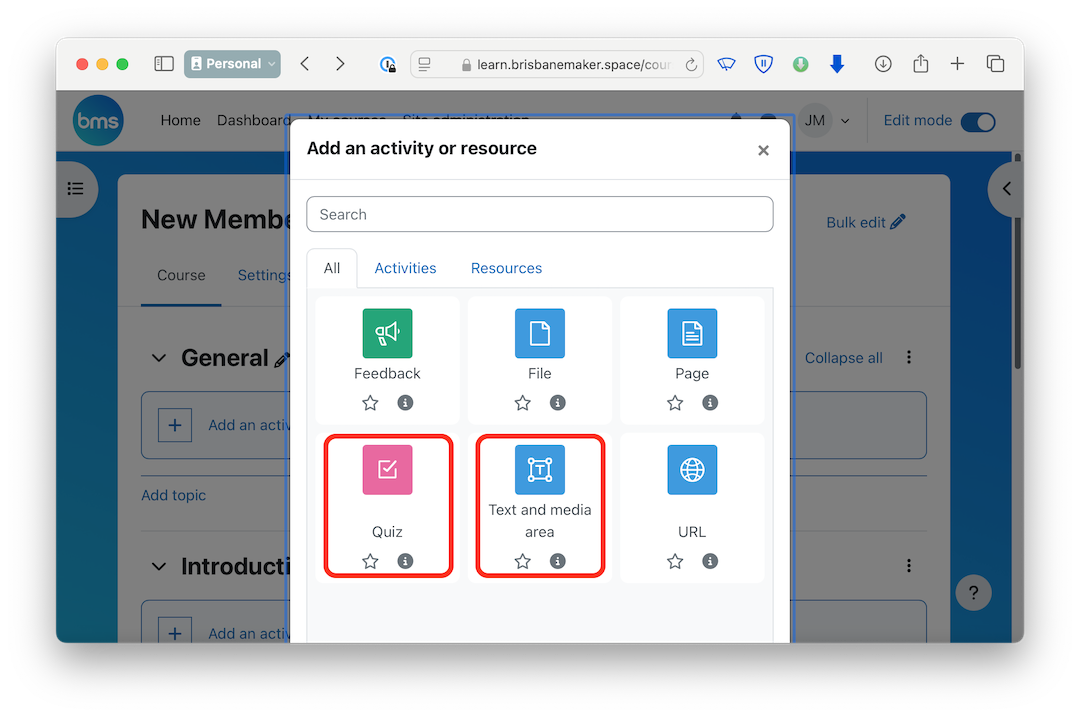 Personal
learn.brisbanemaker.space/cour
bms
Home Dashboard My courses Site administration JM Edit mode
Add an activity or resource
×
New Membe
Search
Bulk edit
Course Settings
All Activities Resources
General
Feedback File Page
Collapse all
Add an activ
Quiz Text and media area URL
Add topic
Introducti
Add an activ
?